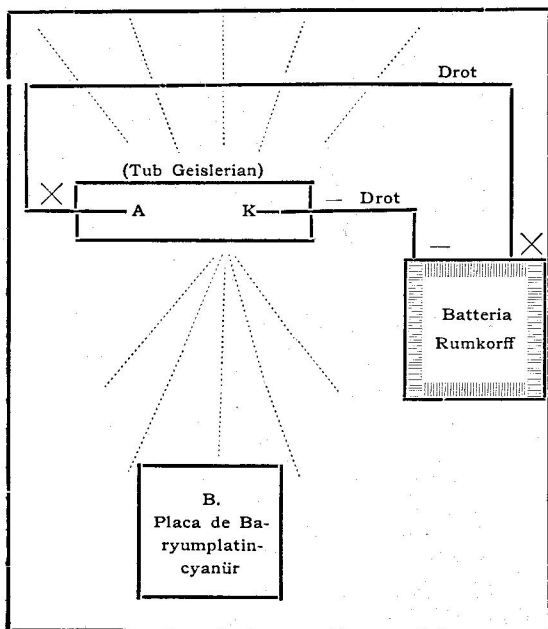 Drot
(Tub Geislerian)
A
K
Drot
Batteria
Rumkorff
B.
Placa de Ba-
ryumplatin-
cyanür